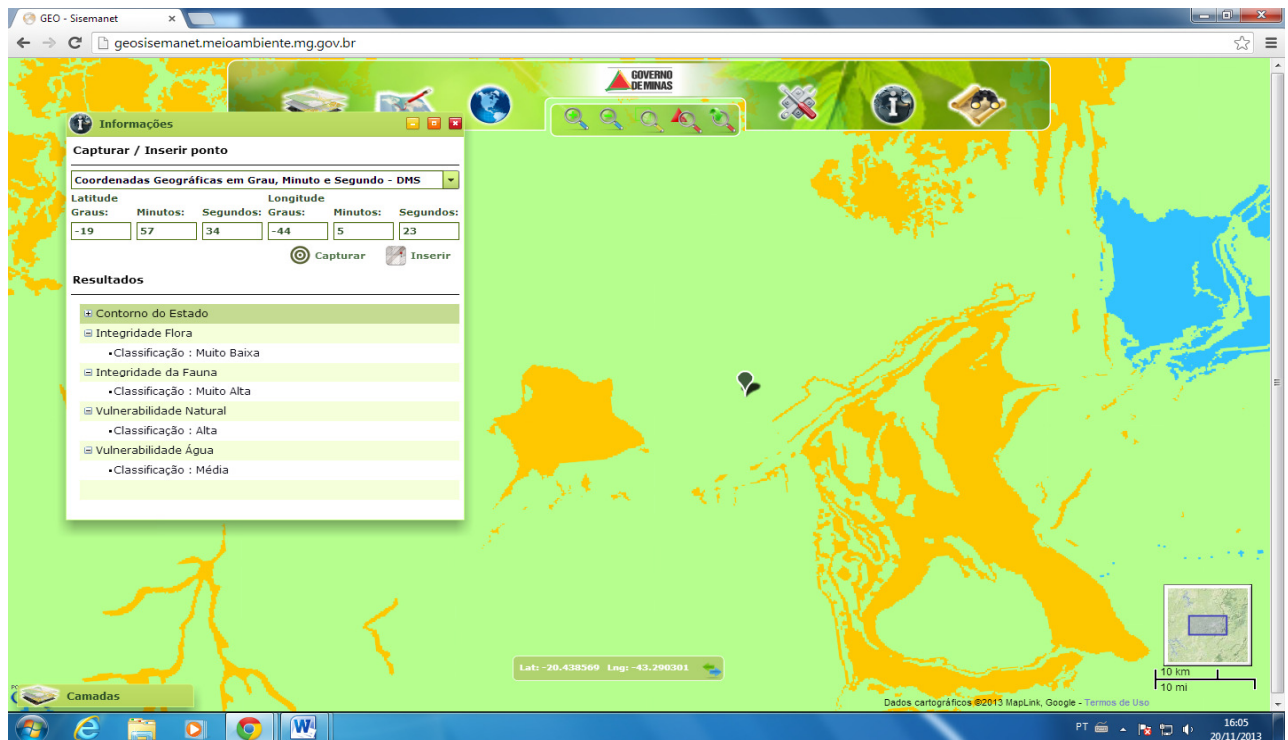 GEO - Sisemanet
geosisemanet.meioambiente.mg.gov.br
GOVERNO
DE MINAS
Informações
Capturar / Inserir ponto
Coordenadas Geográficas em Grau, Minuto e Segundo - DMS
Latitude Longitude
Graus: Minutos: Segundos: Graus: Minutos: Segundos:
-19 57 34 -44 5 23
Capturar Inserir
Resultados
Contorno do Estado
Integridade Flora
Classificação : Muito Baixa
Integridade da Fauna
Classificação : Muito Alta
Vulnerabilidade Natural
Classificação : Alta
Vulnerabilidade Água
Classificação : Média
Lat: -20.438569 Lng: -43.290301
10 km
10 mi
Camadas
Dados cartográficos ©2013 MapLink, Google - Termos de Uso
PT
16:05
20/11/2013